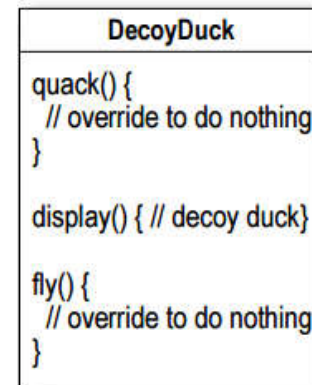 DecoyDuck
quack() {
// override to do nothing
}
display() { // decoy duck}
fly() {
// override to do nothing
}